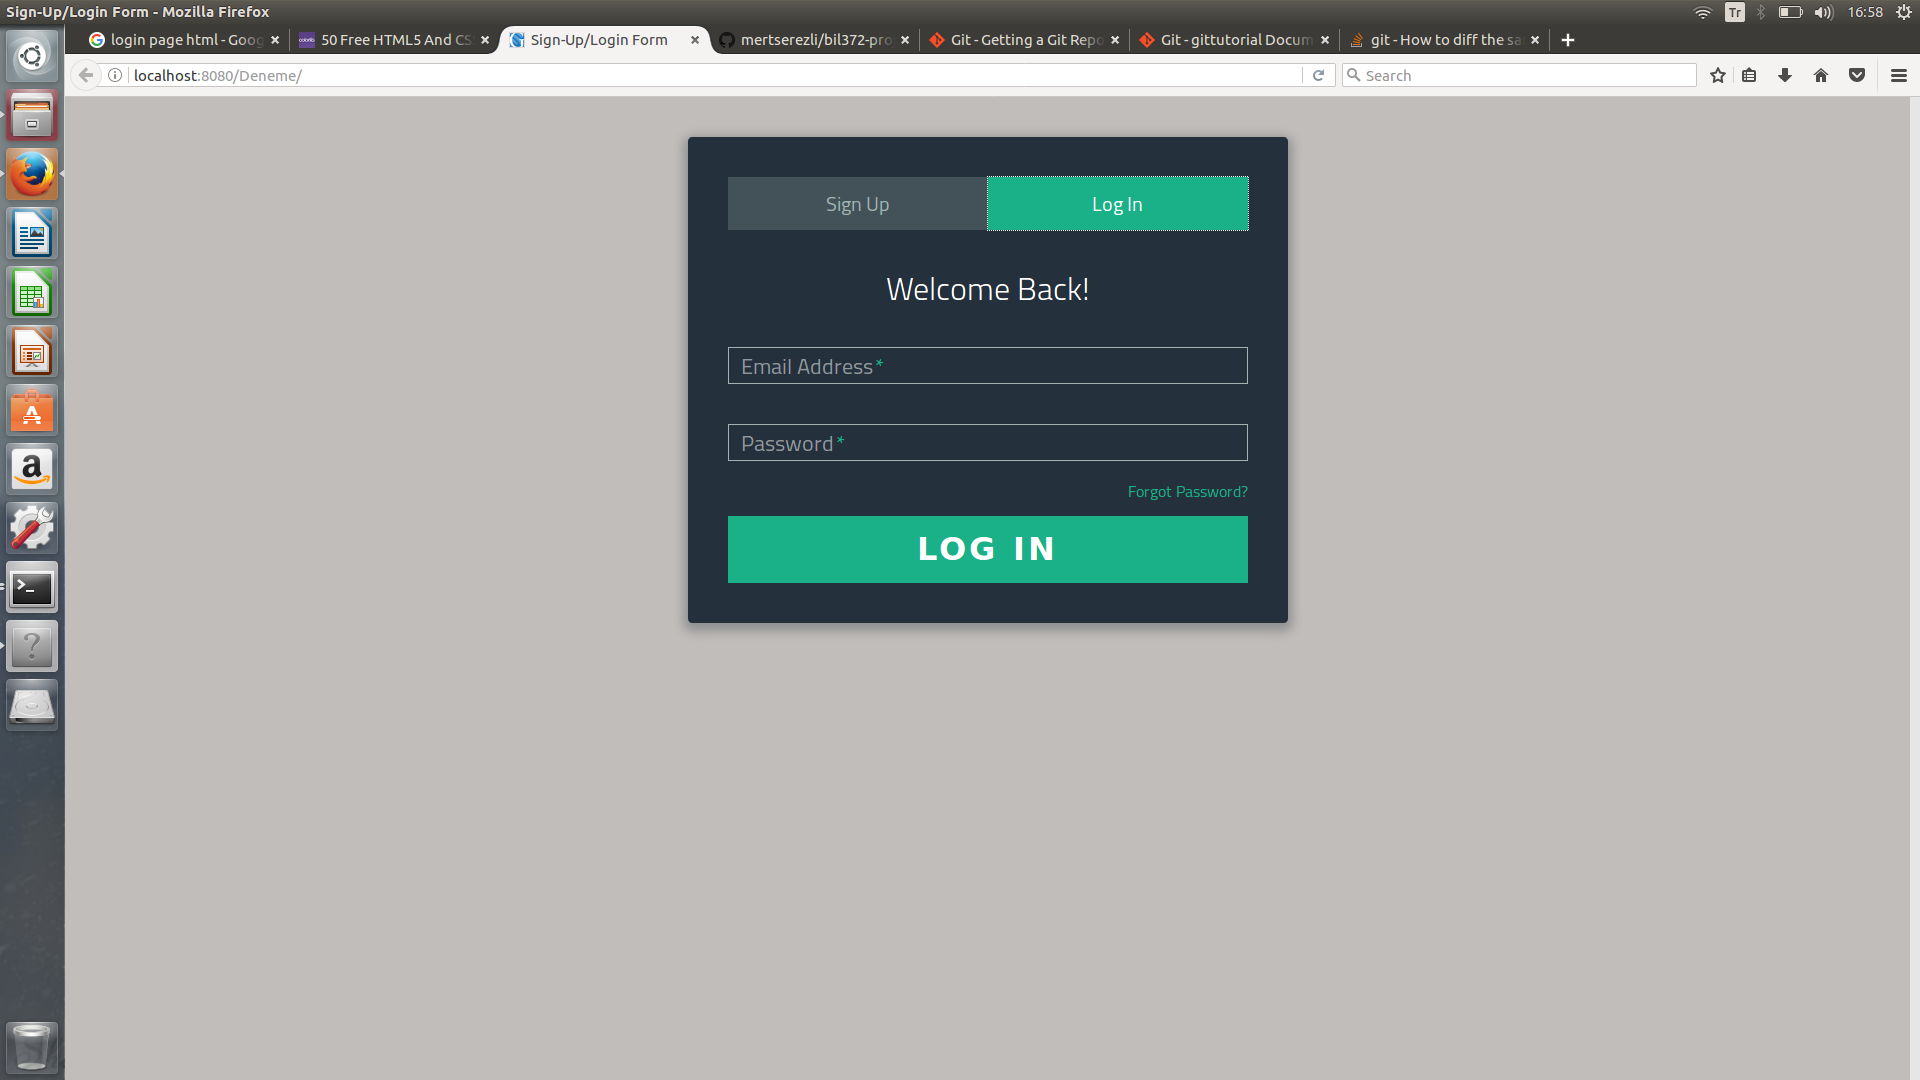 Sign-Up/Login Form - Mozilla Firefox
Tr
16:58
login page html - Goog
50 Free HTML5 And CS
Sign-Up/Login Form
mertserezli/bil372-pro
Git - Getting a Git Repo
Git - gittutorial Docum
git - How to diff the sa
localhost:8080/Deneme/
Search
Sign Up
Log In
Welcome Back!
Email Address*
Password*
Forgot Password?
LOG IN